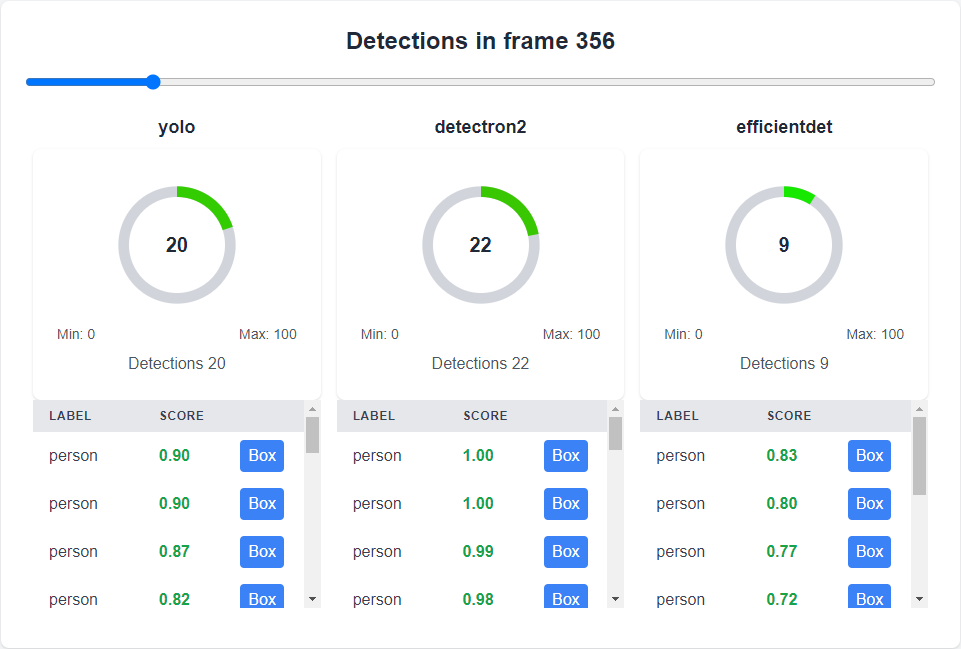 Detections in frame 356
yolo
detectron2
efficientdet
20
22
9
Min: 0
Max: 100
Min: 0
Max: 100
Min: 0
Max: 100
Detections 20
Detections 22
Detections 9
LABEL SCORE
person 0.90 Box
person 0.90 Box
person 0.87 Box
person 0.82 Box
LABEL SCORE
person 1.00 Box
person 1.00 Box
person 0.99 Box
person 0.98 Box
LABEL SCORE
person 0.83 Box
person 0.80 Box
person 0.77 Box
person 0.72 Box